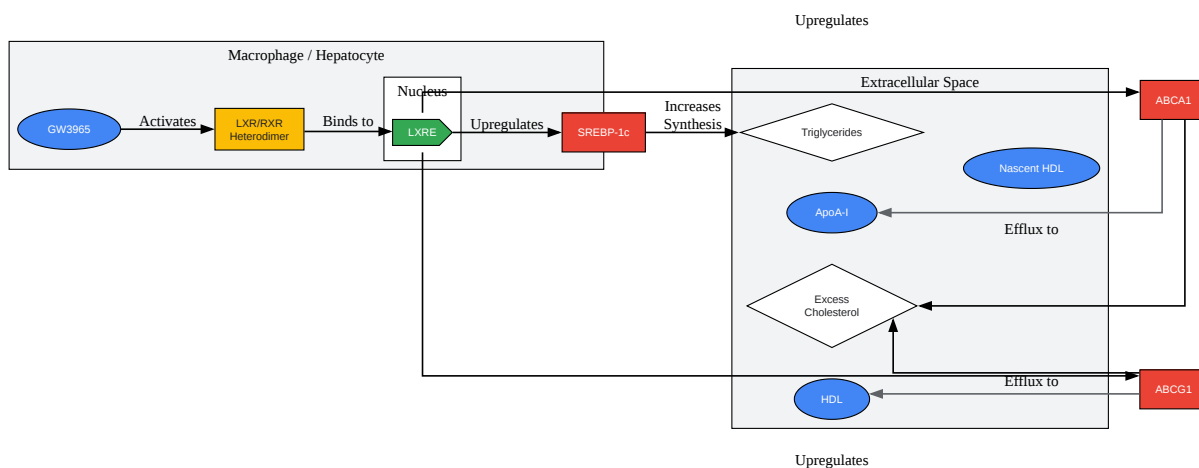 Upregulates
Macrophage / Hepatocyte
Extracellular Space
Nucleus
ABCA1
GW3965
Activates
LXR/RXR
Heterodimer
Binds to
LXRE
Upregulates
SREBP-1c
Increases
Synthesis
Triglycerides
Nascent HDL
ApoA-I
Efflux to
Excess
Cholesterol
Efflux to
ABCG1
HDL
Upregulates